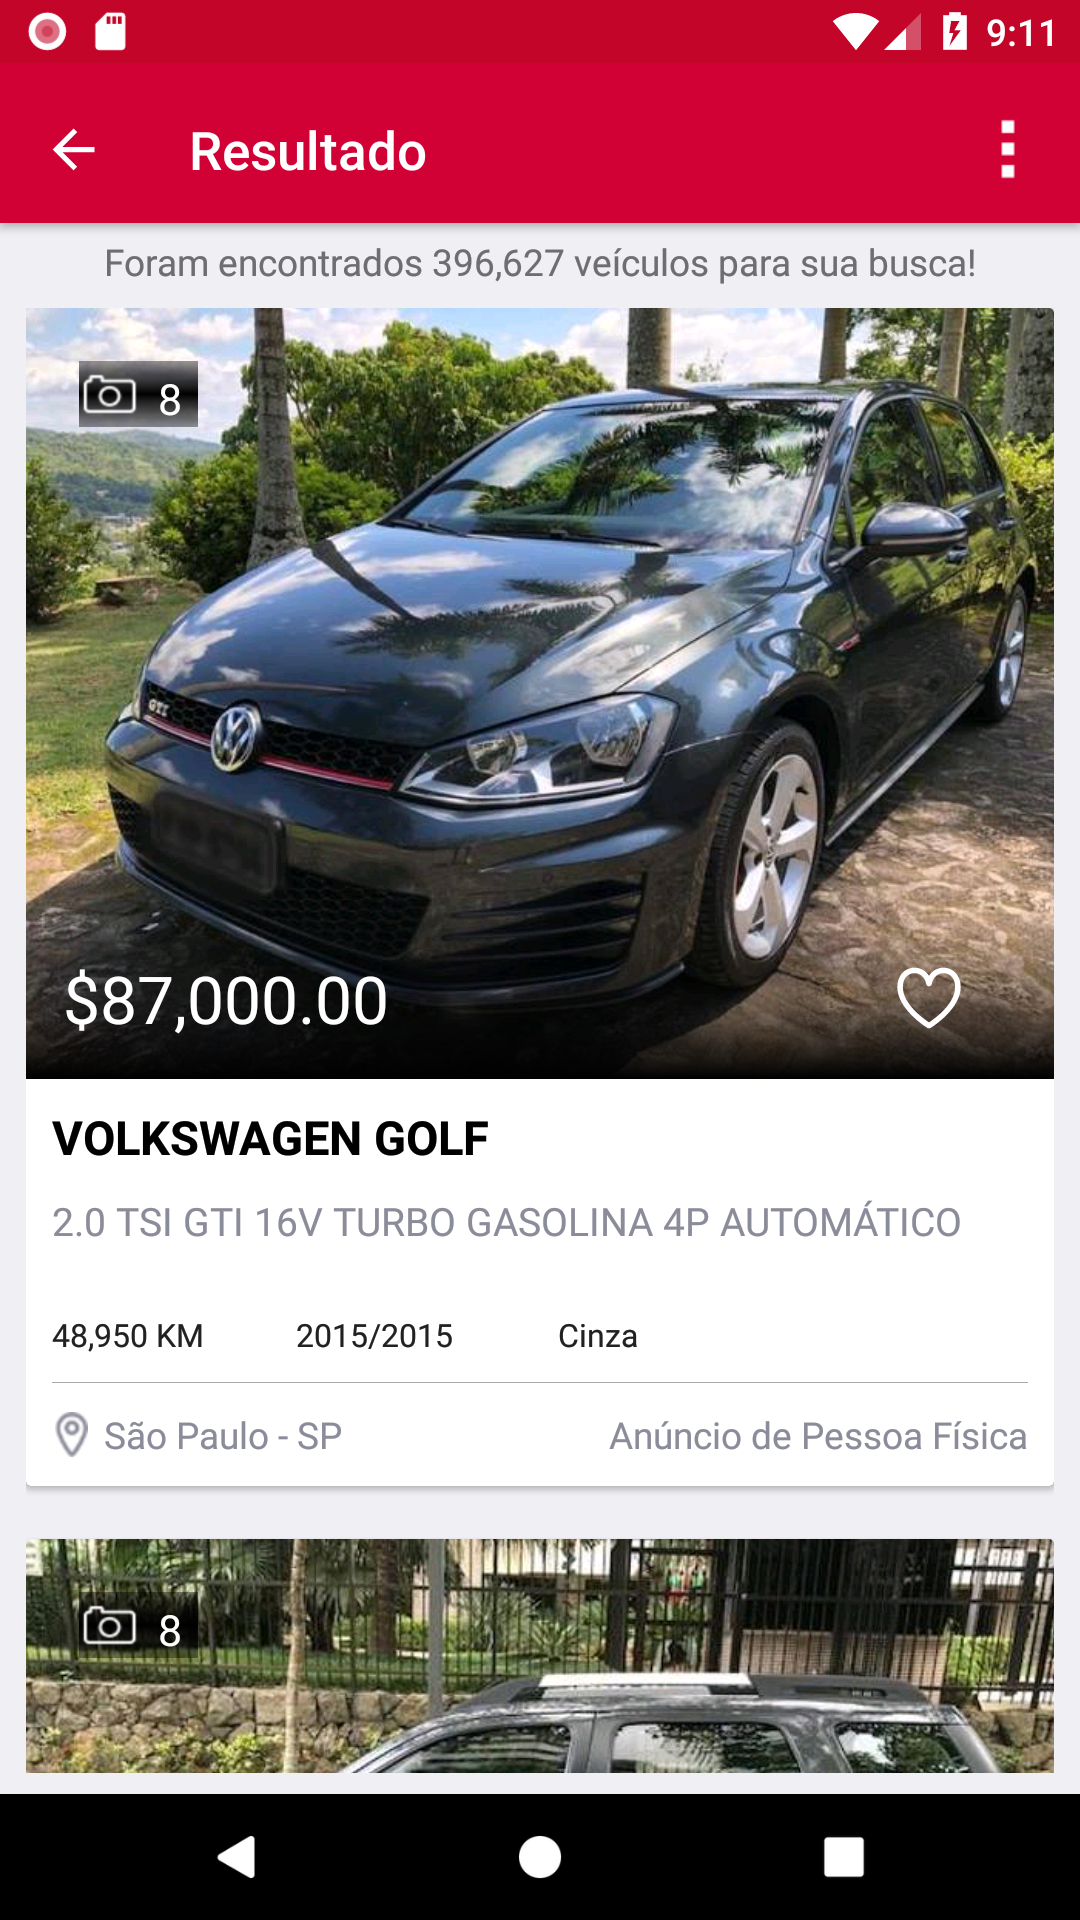 9:11
Resultado
Foram encontrados 396,627 veículos para sua busca!
8
GTI
$87,000.00
VOLKSWAGEN GOLF
2.0 TSI GTI 16V TURBO GASOLINA 4P AUTOMÁTICO
48,950 KM 2015/2015 Cinza
São Paulo - SP Anúncio de Pessoa Física
8